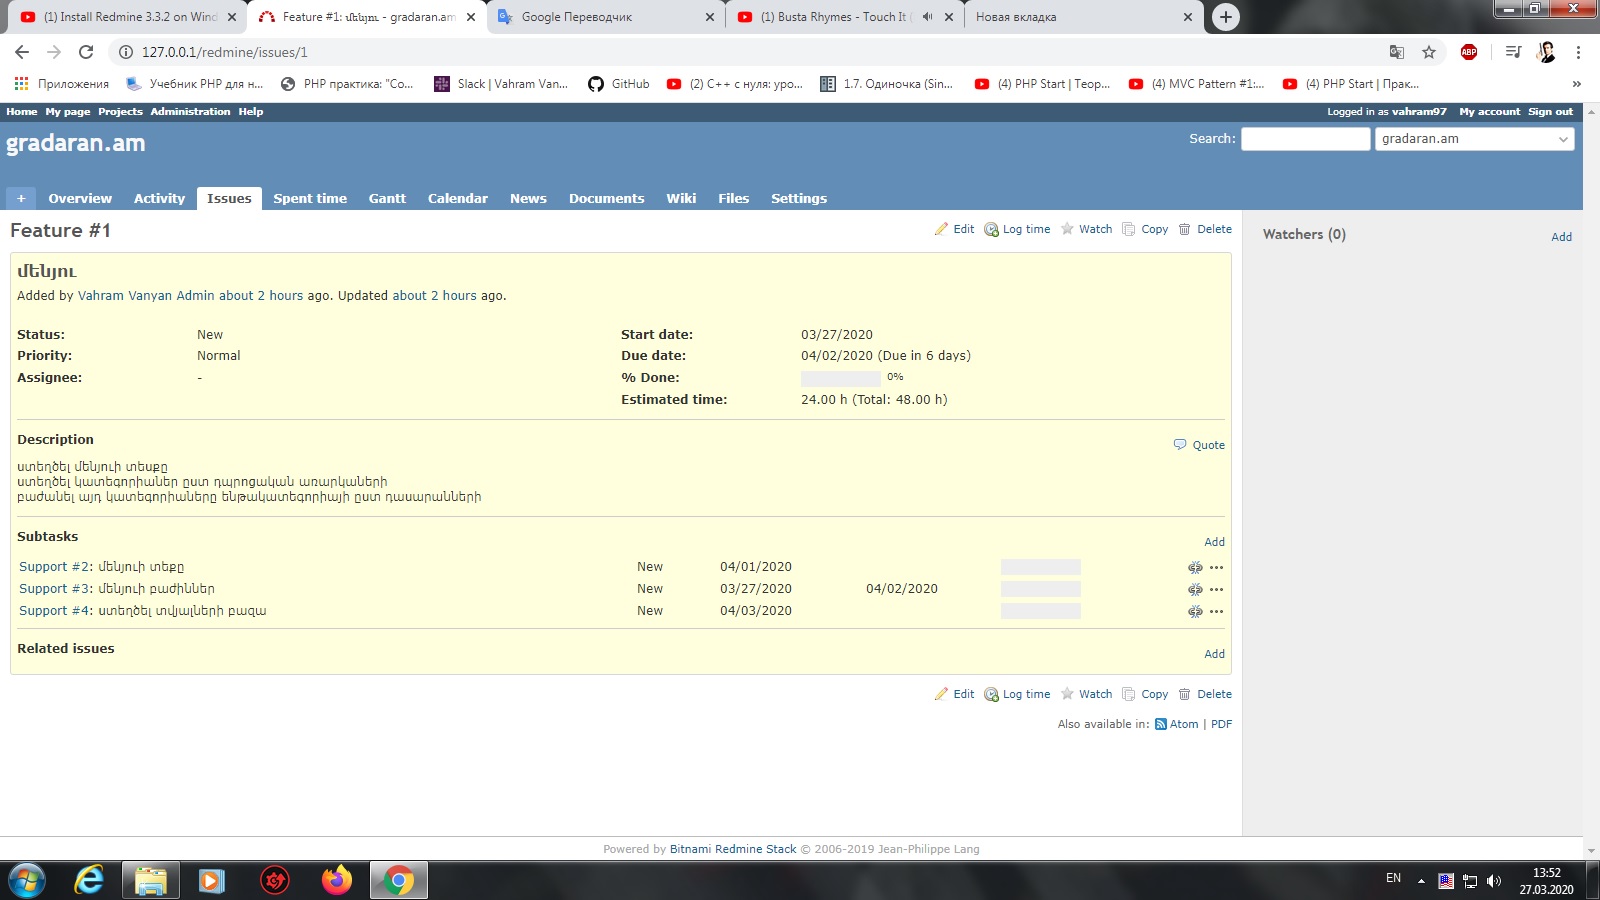 (1) Install Redmine 3.3.2 on Wind
Feature #1: մենյու - gradaran.am
Google Переводчик
(1) Busta Rhymes - Touch It (
Новая вкладка
127.0.0.1/redmine/issues/1
ABP
Приложения
Учебник PHP для н...
PHP практика: "Со...
Slack | Vahram Van...
GitHub
(2) C++ с нуля: уро...
1.7. Одиночка (Sin...
(4) PHP Start | Теор...
(4) MVC Pattern #1:...
(4) PHP Start | Прак...
»
Home My page Projects Administration Help
Logged in as vahram97 My account Sign out
gradaran.am
Search:
gradaran.am
+ Overview Activity Issues Spent time Gantt Calendar News Documents Wiki Files Settings
Feature #1
Edit Log time Watch Copy Delete
Watchers (0)
Add
մենյու
Added by Vahram Vanyan Admin about 2 hours ago. Updated about 2 hours ago.
Status: New
Start date: 03/27/2020
Priority: Normal
Due date: 04/02/2020 (Due in 6 days)
Assignee: -
% Done: 0%
Estimated time: 24.00 h (Total: 48.00 h)
Description
Quote
ստեղծել մենյուի տեսքը
ստեղծել կատեգորիաներ ըստ դպրոցական առարկաների
բաժանել այդ կատեգորիաները ենթակատեգորիայի ըստ դասարանների
Subtasks
Add
Support #2: մենյուի տեքը New 04/01/2020
Support #3: մենյուի բաժիններ New 03/27/2020 04/02/2020
Support #4: ստեղծել տվյալների բազա New 04/03/2020
Related issues
Add
Edit Log time Watch Copy Delete
Also available in: Atom | PDF
Powered by Bitnami Redmine Stack © 2006-2019 Jean-Philippe Lang
EN
13:52
27.03.2020